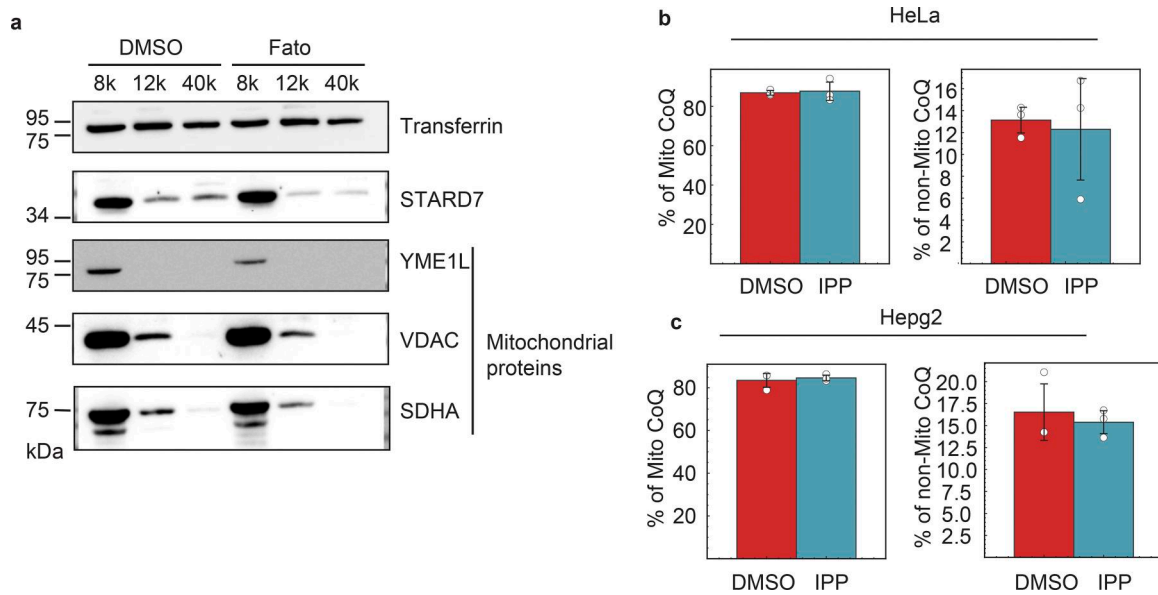 a
DMSO Fato
8k 12k 40k 8k 12k 40k
95
75
Transferrin
34
STARD7
95
75
YME1L
45
VDAC
Mitochondrial
proteins
75
SDHA
kDa
b
HeLa
% of Mito CoQ
80
60
40
20
DMSO IPP
% of non-Mito CoQ
16
14
12
10
8
6
4
2
DMSO IPP
c
Hepg2
% of Mito CoQ
80
60
40
20
DMSO IPP
% of non-Mito CoQ
20.0
17.5
15.0
12.5
10.0
7.5
5.0
2.5
DMSO IPP